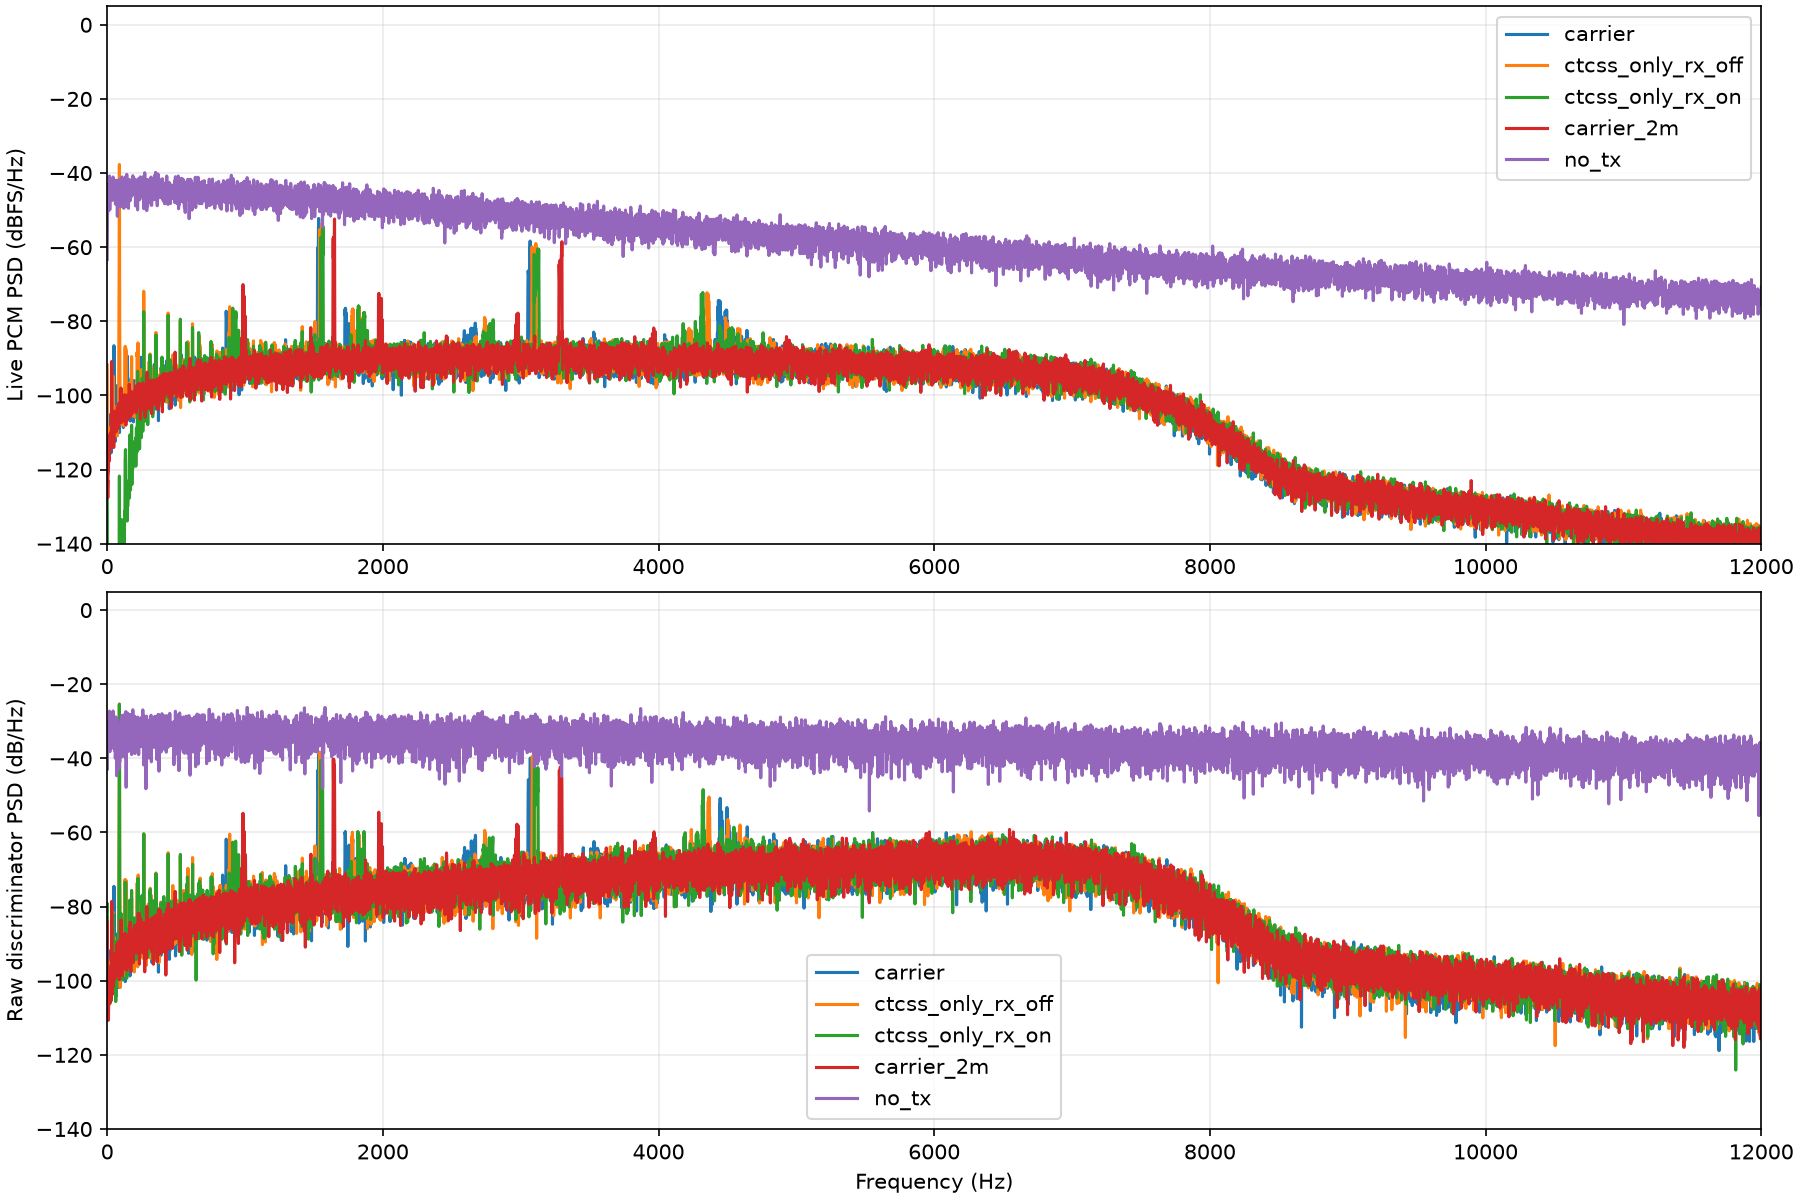 Live PCM PSD (dBFS/Hz)
0
−20
−40
−60
−80
−100
−120
−140
carrier
ctcss_only_rx_off
ctcss_only_rx_on
carrier_2m
no_tx
0 2000 4000 6000 8000 10000 12000
Raw discriminator PSD (dB/Hz)
0
−20
−40
−60
−80
−100
−120
−140
carrier
ctcss_only_rx_off
ctcss_only_rx_on
carrier_2m
no_tx
0 2000 4000 6000 8000 10000 12000
Frequency (Hz)